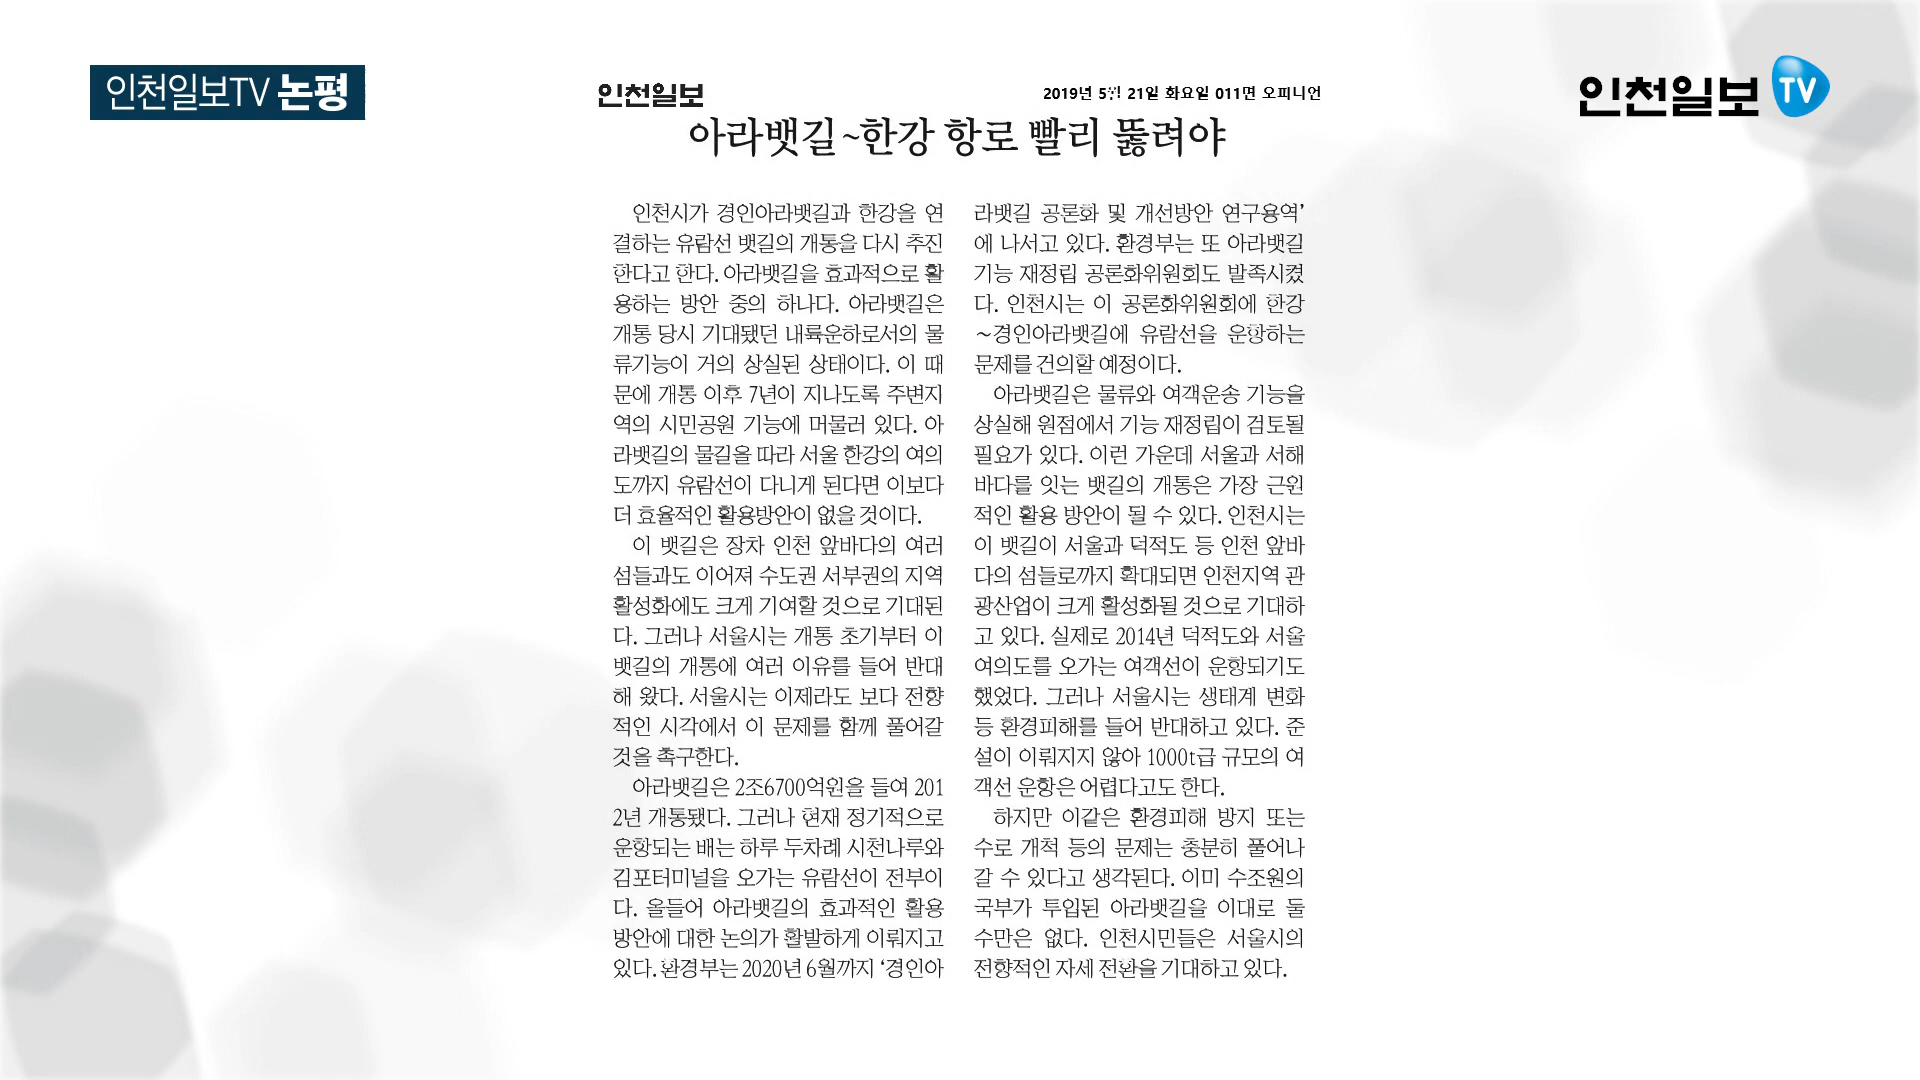 인천일보TV 논평
인천일보
2019년 5월 21일 화요일 011면 오피니언
인천일보 TV
아라뱃길~한강 항로 빨리 뚫려야
인천시가 경인아라뱃길과 한강을 연
결하는 유람선 뱃길의 개통을 다시 추진
한다고 한다. 아라뱃길을 효과적으로 활
용하는 방안 중의 하나다. 아라뱃길은
개통 당시 기대됐던 내륙운하로서의 물
류기능이 거의 상실된 상태이다. 이 때
문에 개통 이후 7년이 지나도록 주변지
역의 시민공원 기능에 머물러 있다. 아
라뱃길의 물길을 따라 서울 한강의 여의
도까지 유람선이 다니게 된다면 이보다
더 효율적인 활용방안이 없을 것이다.
이 뱃길은 장차 인천 앞바다의 여러
섬들과도 이어져 수도권 서부권의 지역
활성화에도 크게 기여할 것으로 기대된
다. 그러나 서울시는 개통 초기부터 이
뱃길의 개통에 여러 이유를 들어 반대
해 왔다. 서울시는 이제라도 보다 전향
적인 시각에서 이 문제를 함께 풀어갈
것을 촉구한다.
아라뱃길은 2조6700억원을 들여 201
2년 개통됐다. 그러나 현재 정기적으로
운항되는 배는 하루 두차례 시천나루와
김포터미널을 오가는 유람선이 전부이
다. 올들어 아라뱃길의 효과적인 활용
방안에 대한 논의가 활발하게 이뤄지고
있다. 환경부는 2020년 6월까지 ‘경인아
라뱃길 공론화 및 개선방안 연구용역’
에 나서고 있다. 환경부는 또 아라뱃길
기능 재정립 공론화위원회도 발족시켰
다. 인천시는 이 공론화위원회에 한강
~경인아라뱃길에 유람선을 운항하는
문제를 건의할 예정이다.
아라뱃길은 물류와 여객운송 기능을
상실해 원점에서 기능 재정립이 검토될
필요가 있다. 이런 가운데 서울과 서해
바다를 잇는 뱃길의 개통은 가장 근원
적인 활용 방안이 될 수 있다. 인천시는
이 뱃길이 서울과 덕적도 등 인천 앞바
다의 섬들로까지 확대되면 인천지역 관
광산업이 크게 활성화될 것으로 기대하
고 있다. 실제로 2014년 덕적도와 서울
여의도를 오가는 여객선이 운항되기도
했었다. 그러나 서울시는 생태계 변화
등 환경피해를 들어 반대하고 있다. 준
설이 이뤄지지 않아 1000t급 규모의 여
객선 운항은 어렵다고도 한다.
하지만 이같은 환경피해 방지 또는
수로 개척 등의 문제는 충분히 풀어나
갈 수 있다고 생각된다. 이미 수조원의
국부가 투입된 아라뱃길을 이대로 둘
수만은 없다. 인천시민들은 서울시의
전향적인 자세 전환을 기대하고 있다.